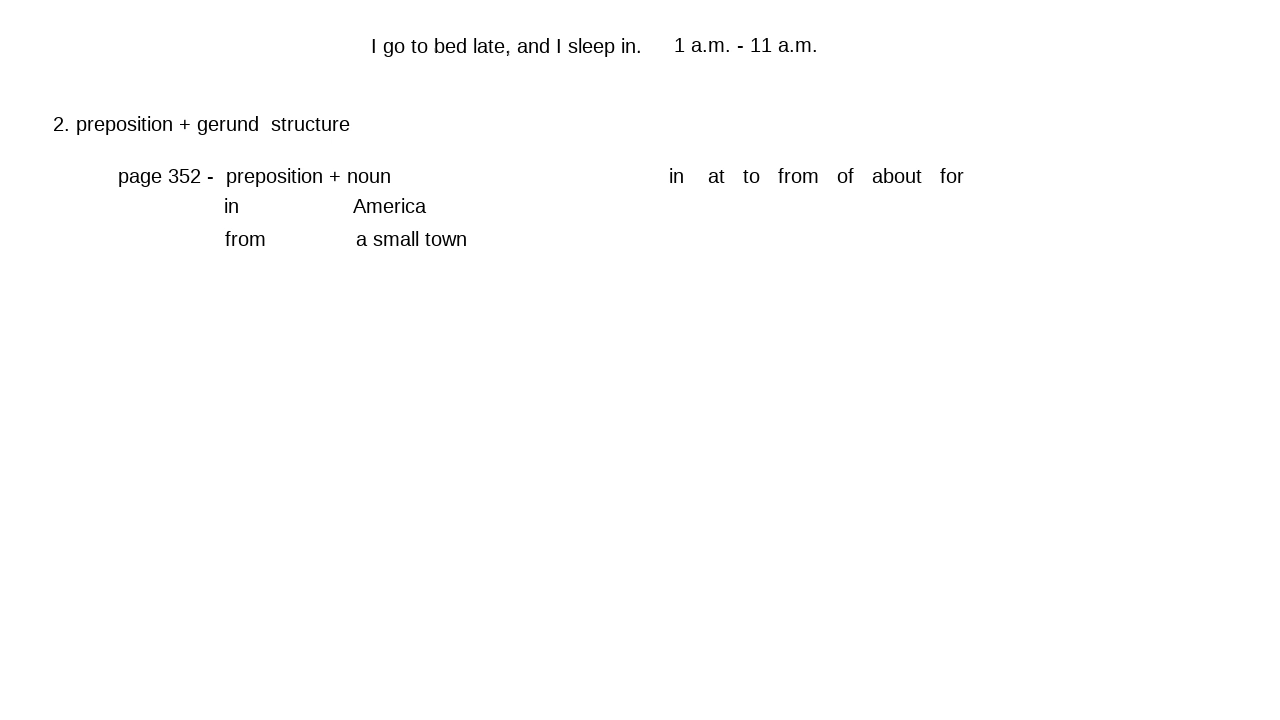 I go to bed late, and I sleep in. 1 a.m. - 11 a.m.
2. preposition + gerund structure
page 352 - preposition + noun in at to from of about for
in America
from a small town